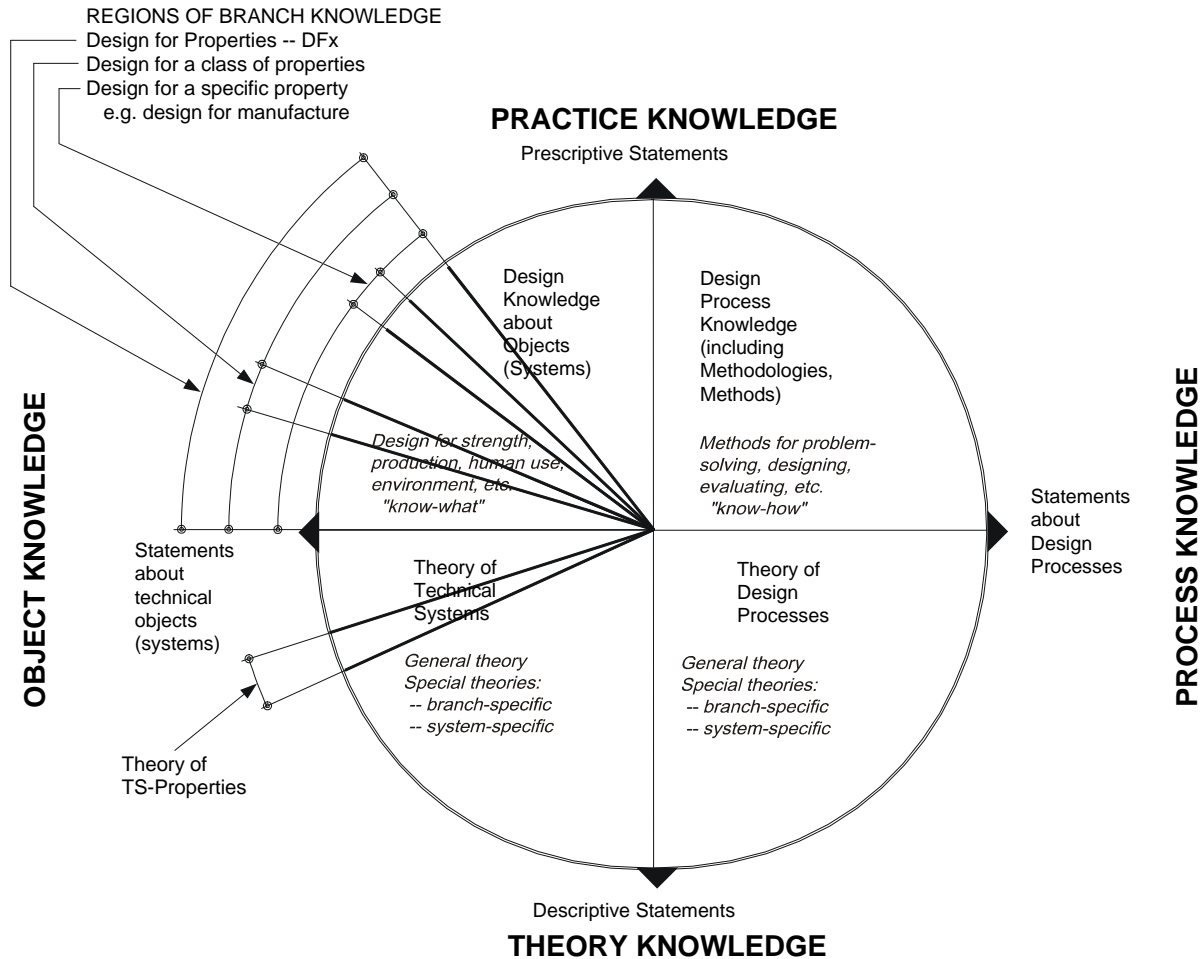 REGIONS OF BRANCH KNOWLEDGE
Design for Properties -- DFx
Design for a class of properties
Design for a specific property
e.g. design for manufacture
PRACTICE KNOWLEDGE
Prescriptive Statements
Design
Knowledge
about
Objects
(Systems)
Design
Process
Knowledge
(including
Methodologies,
Methods)
Design for strength,
production, human use,
environment, etc.
"know-what"
Methods for problem-
solving, designing,
evaluating, etc.
"know-how"
OBJECT KNOWLEDGE
Statements
about
technical
objects
(systems)
Statements
about
Design
Processes
PROCESS KNOWLEDGE
Theory of
Technical
Systems
Theory of
Design
Processes
General theory
Special theories:
-- branch-specific
-- system-specific
General theory
Special theories:
-- branch-specific
-- system-specific
Theory of
TS-Properties
Descriptive Statements
THEORY KNOWLEDGE